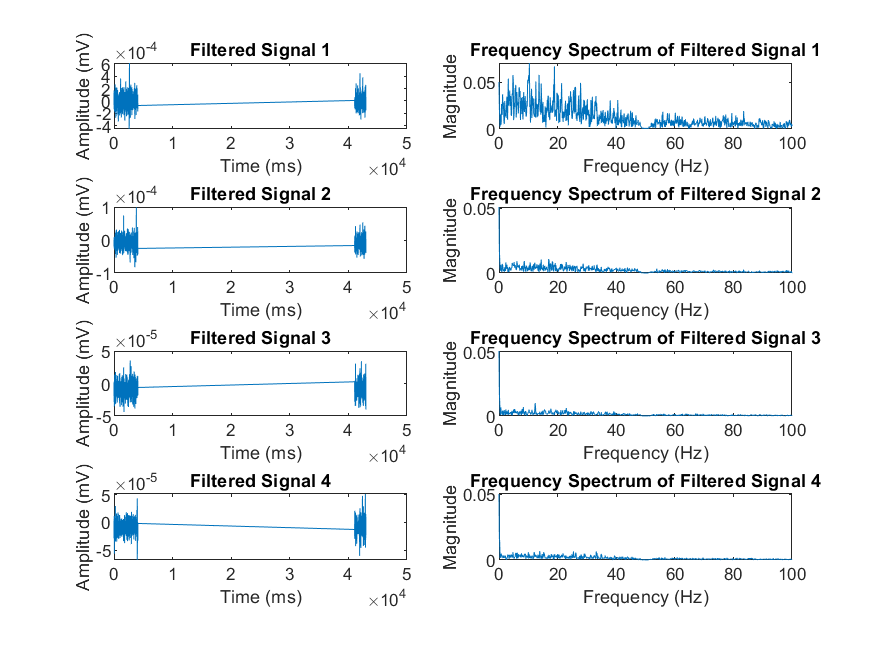 Filtered Signal 1
×10^-4
Amplitude (mV)
6
4
2
0
-2
-4
0 1 2 3 4 5
Time (ms)
×10^4
Frequency Spectrum of Filtered Signal 1
Magnitude
0.05
0
0 20 40 60 80 100
Frequency (Hz)
Filtered Signal 2
×10^-4
Amplitude (mV)
1
0
-1
0 1 2 3 4 5
Time (ms)
×10^4
Frequency Spectrum of Filtered Signal 2
Magnitude
0.05
0
0 20 40 60 80 100
Frequency (Hz)
Filtered Signal 3
×10^-5
Amplitude (mV)
5
0
-5
0 1 2 3 4 5
Time (ms)
×10^4
Frequency Spectrum of Filtered Signal 3
Magnitude
0.05
0
0 20 40 60 80 100
Frequency (Hz)
Filtered Signal 4
×10^-5
Amplitude (mV)
5
0
-5
0 1 2 3 4 5
Time (ms)
×10^4
Frequency Spectrum of Filtered Signal 4
Magnitude
0.05
0
0 20 40 60 80 100
Frequency (Hz)